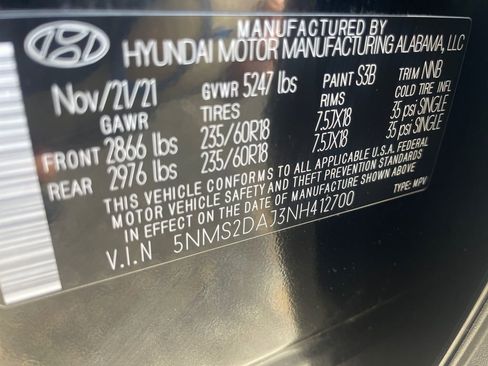 MANUFACTURED BY
HYUNDAI MOTOR MANUFACTURING ALABAMA, LLC
Nov/21/21 GVWR 5247 lbs PAINT S3B TRIM NNB
GAWR TIRES RIMS COLD TIRE INFL
FRONT 2866 lbs 235/60R18 7.5JX18 35 psi SINGLE
REAR 2976 lbs 235/60R18 7.5JX18 35 psi SINGLE
THIS VEHICLE CONFORMS TO ALL APPLICABLE U.S.A. FEDERAL
MOTOR VEHICLE SAFETY AND THEFT PREVENTION STANDARDS
IN EFFECT ON THE DATE OF MANUFACTURE SHOWN ABOVE
V.I.N 5NMS2DAJ3NH412700 TYPE: MPV